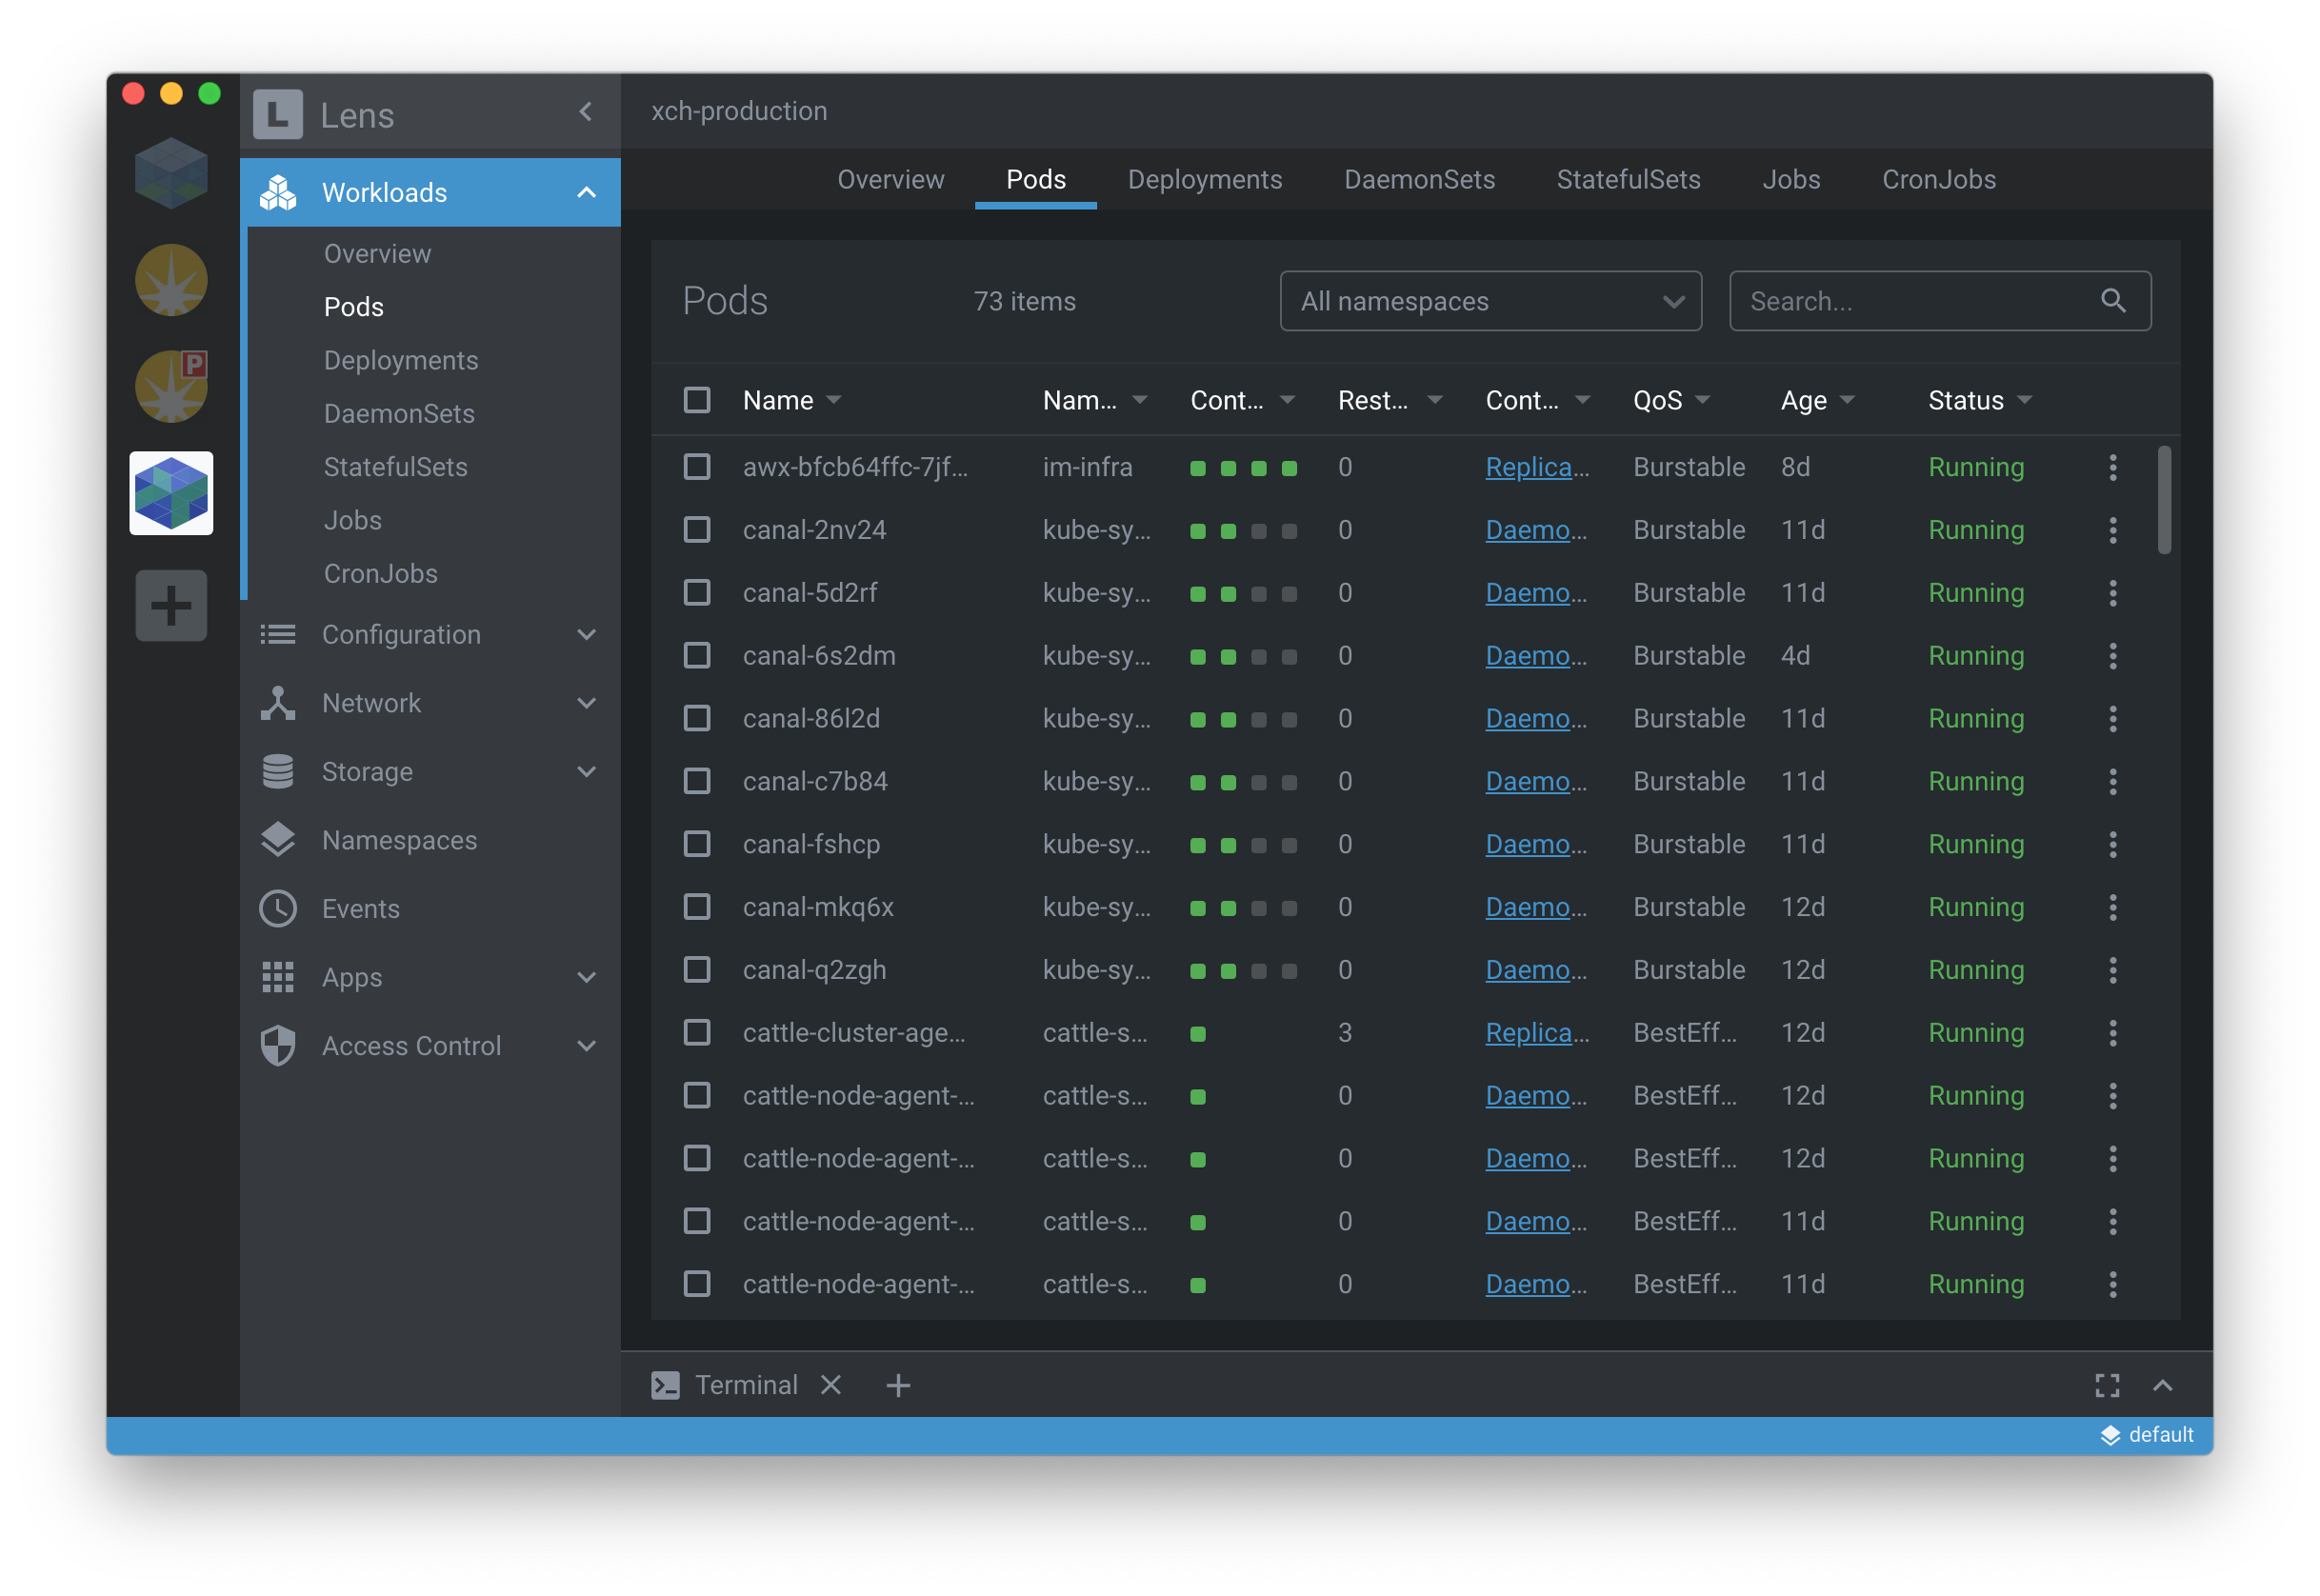 L Lens
xch-production
Workloads
Overview
Pods
Deployments
DaemonSets
StatefulSets
Jobs
CronJobs
Configuration
Network
Storage
Namespaces
Events
Apps
Access Control
P
Overview Pods Deployments DaemonSets StatefulSets Jobs CronJobs
Pods 73 items All namespaces Search...
Name Nam... Cont... Rest... Cont... QoS Age Status
awx-bfcb64ffc-7jf... im-infra 0 Replica... Burstable 8d Running
canal-2nv24 kube-sy... 0 Daemo... Burstable 11d Running
canal-5d2rf kube-sy... 0 Daemo... Burstable 11d Running
canal-6s2dm kube-sy... 0 Daemo... Burstable 4d Running
canal-86l2d kube-sy... 0 Daemo... Burstable 11d Running
canal-c7b84 kube-sy... 0 Daemo... Burstable 11d Running
canal-fshcp kube-sy... 0 Daemo... Burstable 11d Running
canal-mkq6x kube-sy... 0 Daemo... Burstable 12d Running
canal-q2zgh kube-sy... 0 Daemo... Burstable 12d Running
cattle-cluster-age... cattle-s... 3 Replica... BestEff... 12d Running
cattle-node-agent-... cattle-s... 0 Daemo... BestEff... 12d Running
cattle-node-agent-... cattle-s... 0 Daemo... BestEff... 12d Running
cattle-node-agent-... cattle-s... 0 Daemo... BestEff... 11d Running
cattle-node-agent-... cattle-s... 0 Daemo... BestEff... 11d Running
Terminal
default